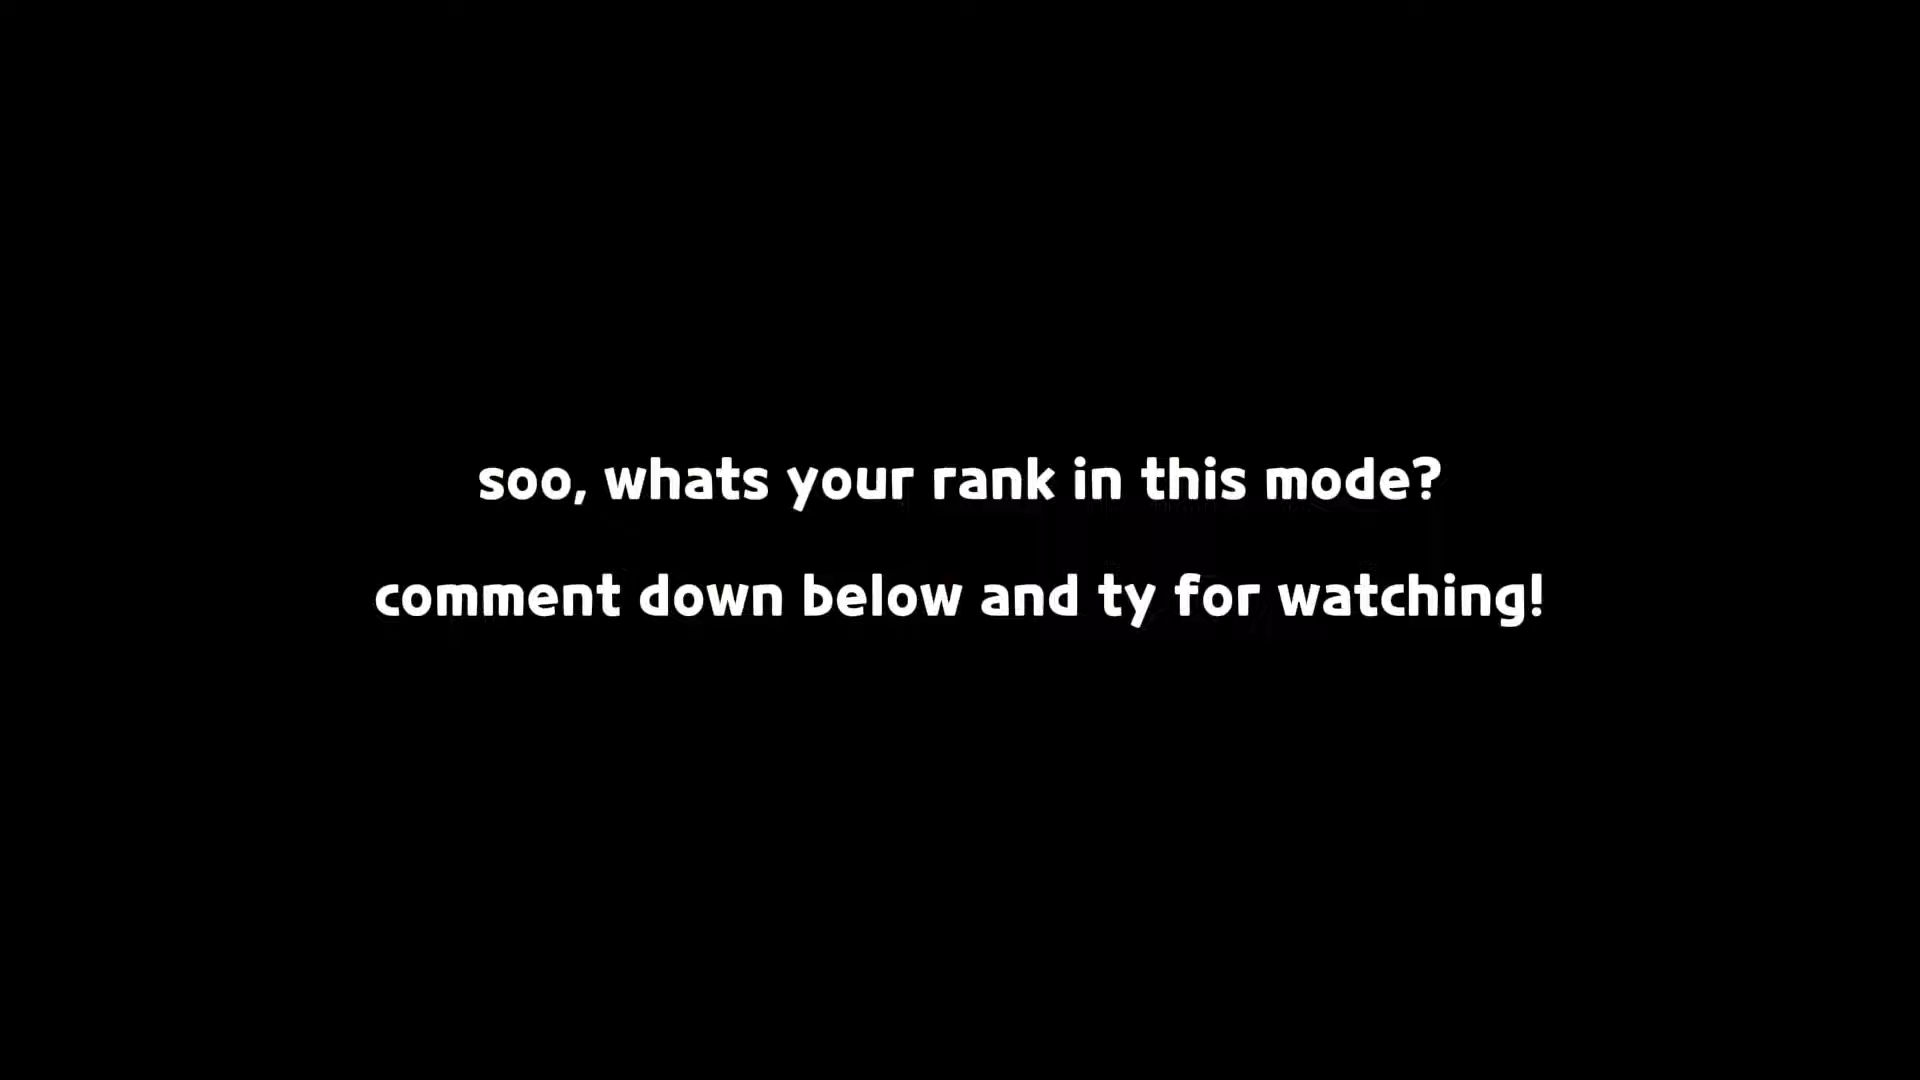 soo, whats your rank in this mode?
comment down below and ty for watching!